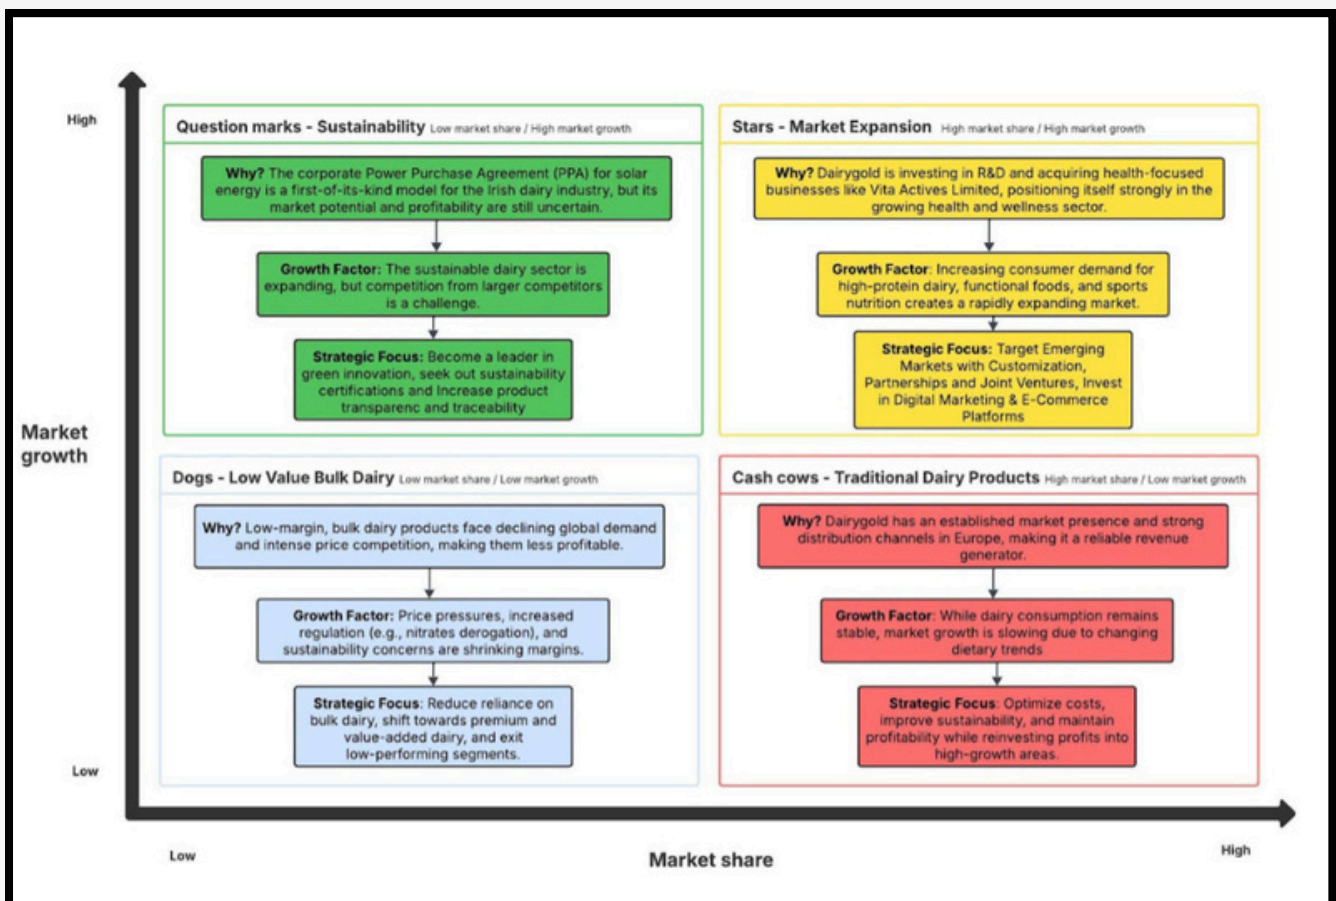 High
Question marks - Sustainability Low market share / High market growth
Why? The corporate Power Purchase Agreement (PPA) for solar
energy is a first-of-its-kind model for the Irish dairy industry, but its
market potential and profitability are still uncertain.
Growth Factor: The sustainable dairy sector is
expanding, but competition from larger competitors
is a challenge.
Strategic Focus: Become a leader in
green innovation, seek out sustainability
certifications and Increase product
transparenc and traceability
Stars - Market Expansion High market share / High market growth
Why? Dairygold is investing in R&D and acquiring health-focused
businesses like Vita Actives Limited, positioning itself strongly in the
growing health and wellness sector.
Growth Factor: Increasing consumer demand for
high-protein dairy, functional foods, and sports
nutrition creates a rapidly expanding market.
Strategic Focus: Target Emerging
Markets with Customization,
Partnerships and Joint Ventures, Invest
in Digital Marketing & E-Commerce
Platforms
Market
growth
Dogs - Low Value Bulk Dairy Low market share / Low market growth
Why? Low-margin, bulk dairy products face declining global demand
and intense price competition, making them less profitable.
Growth Factor: Price pressures, increased
regulation (e.g., nitrates derogation), and
sustainability concerns are shrinking margins.
Strategic Focus: Reduce reliance on
bulk dairy, shift towards premium and
value-added dairy, and exit
low-performing segments.
Cash cows - Traditional Dairy Products High market share / Low market growth
Why? Dairygold has an established market presence and strong
distribution channels in Europe, making it a reliable revenue
generator.
Growth Factor: While dairy consumption remains
stable, market growth is slowing due to changing
dietary trends
Strategic Focus: Optimize costs,
improve sustainability, and maintain
profitability while reinvesting profits into
high-growth areas.
Low
Low
Market share
High